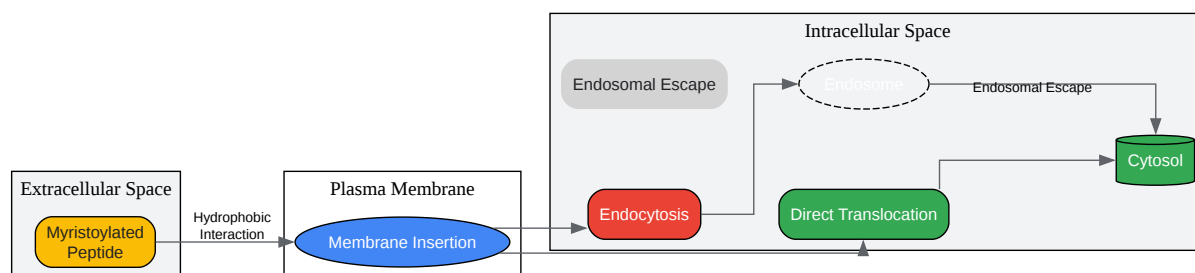 Extracellular Space
Myristoylated
Peptide
Hydrophobic
Interaction
Plasma Membrane
Membrane Insertion
Intracellular Space
Endosomal Escape
Endosome
Endosomal Escape
Endocytosis
Direct Translocation
Cytosol